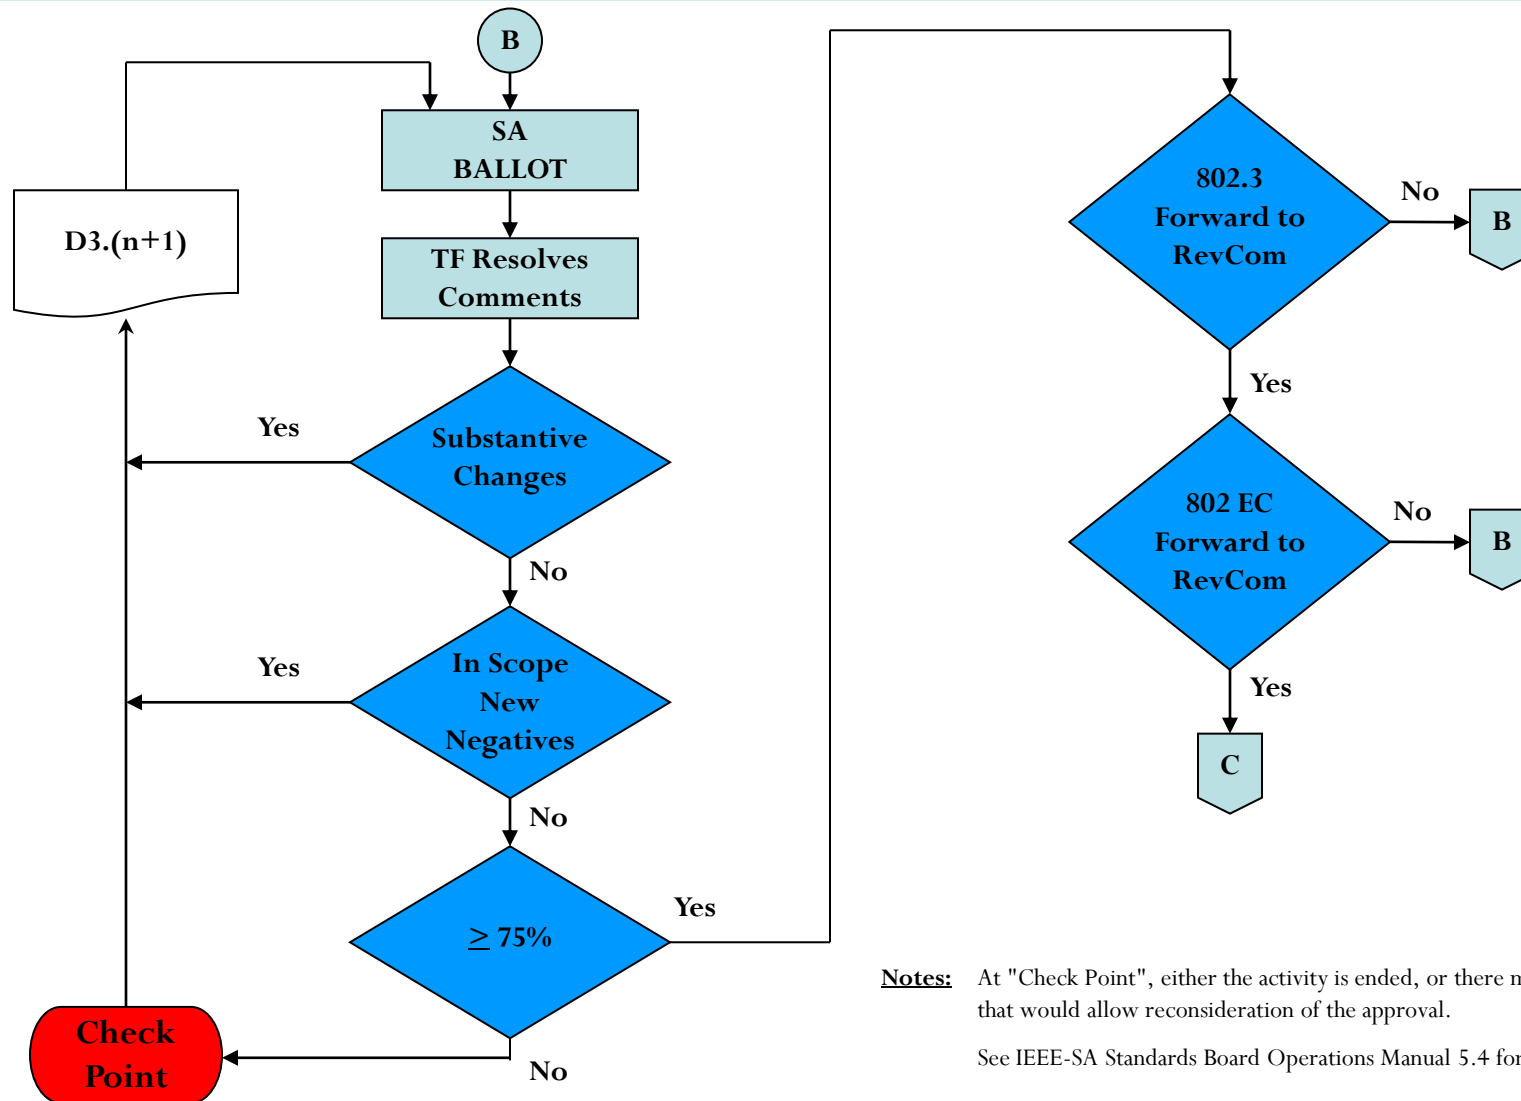 B
SA
BALLOT
TF Resolves
Comments
D3.(n+1)
Substantive
Changes
Yes
No
In Scope
New
Negatives
Yes
No
≥ 75%
Yes
No
Check
Point
802.3
Forward to
RevCom
No
B
Yes
802 EC
Forward to
RevCom
No
B
Yes
C
Notes: At "Check Point", either the activity is ended, or there
that would allow reconsideration of the approval.
See IEEE-SA Standards Board Operations Manual 5.4 for